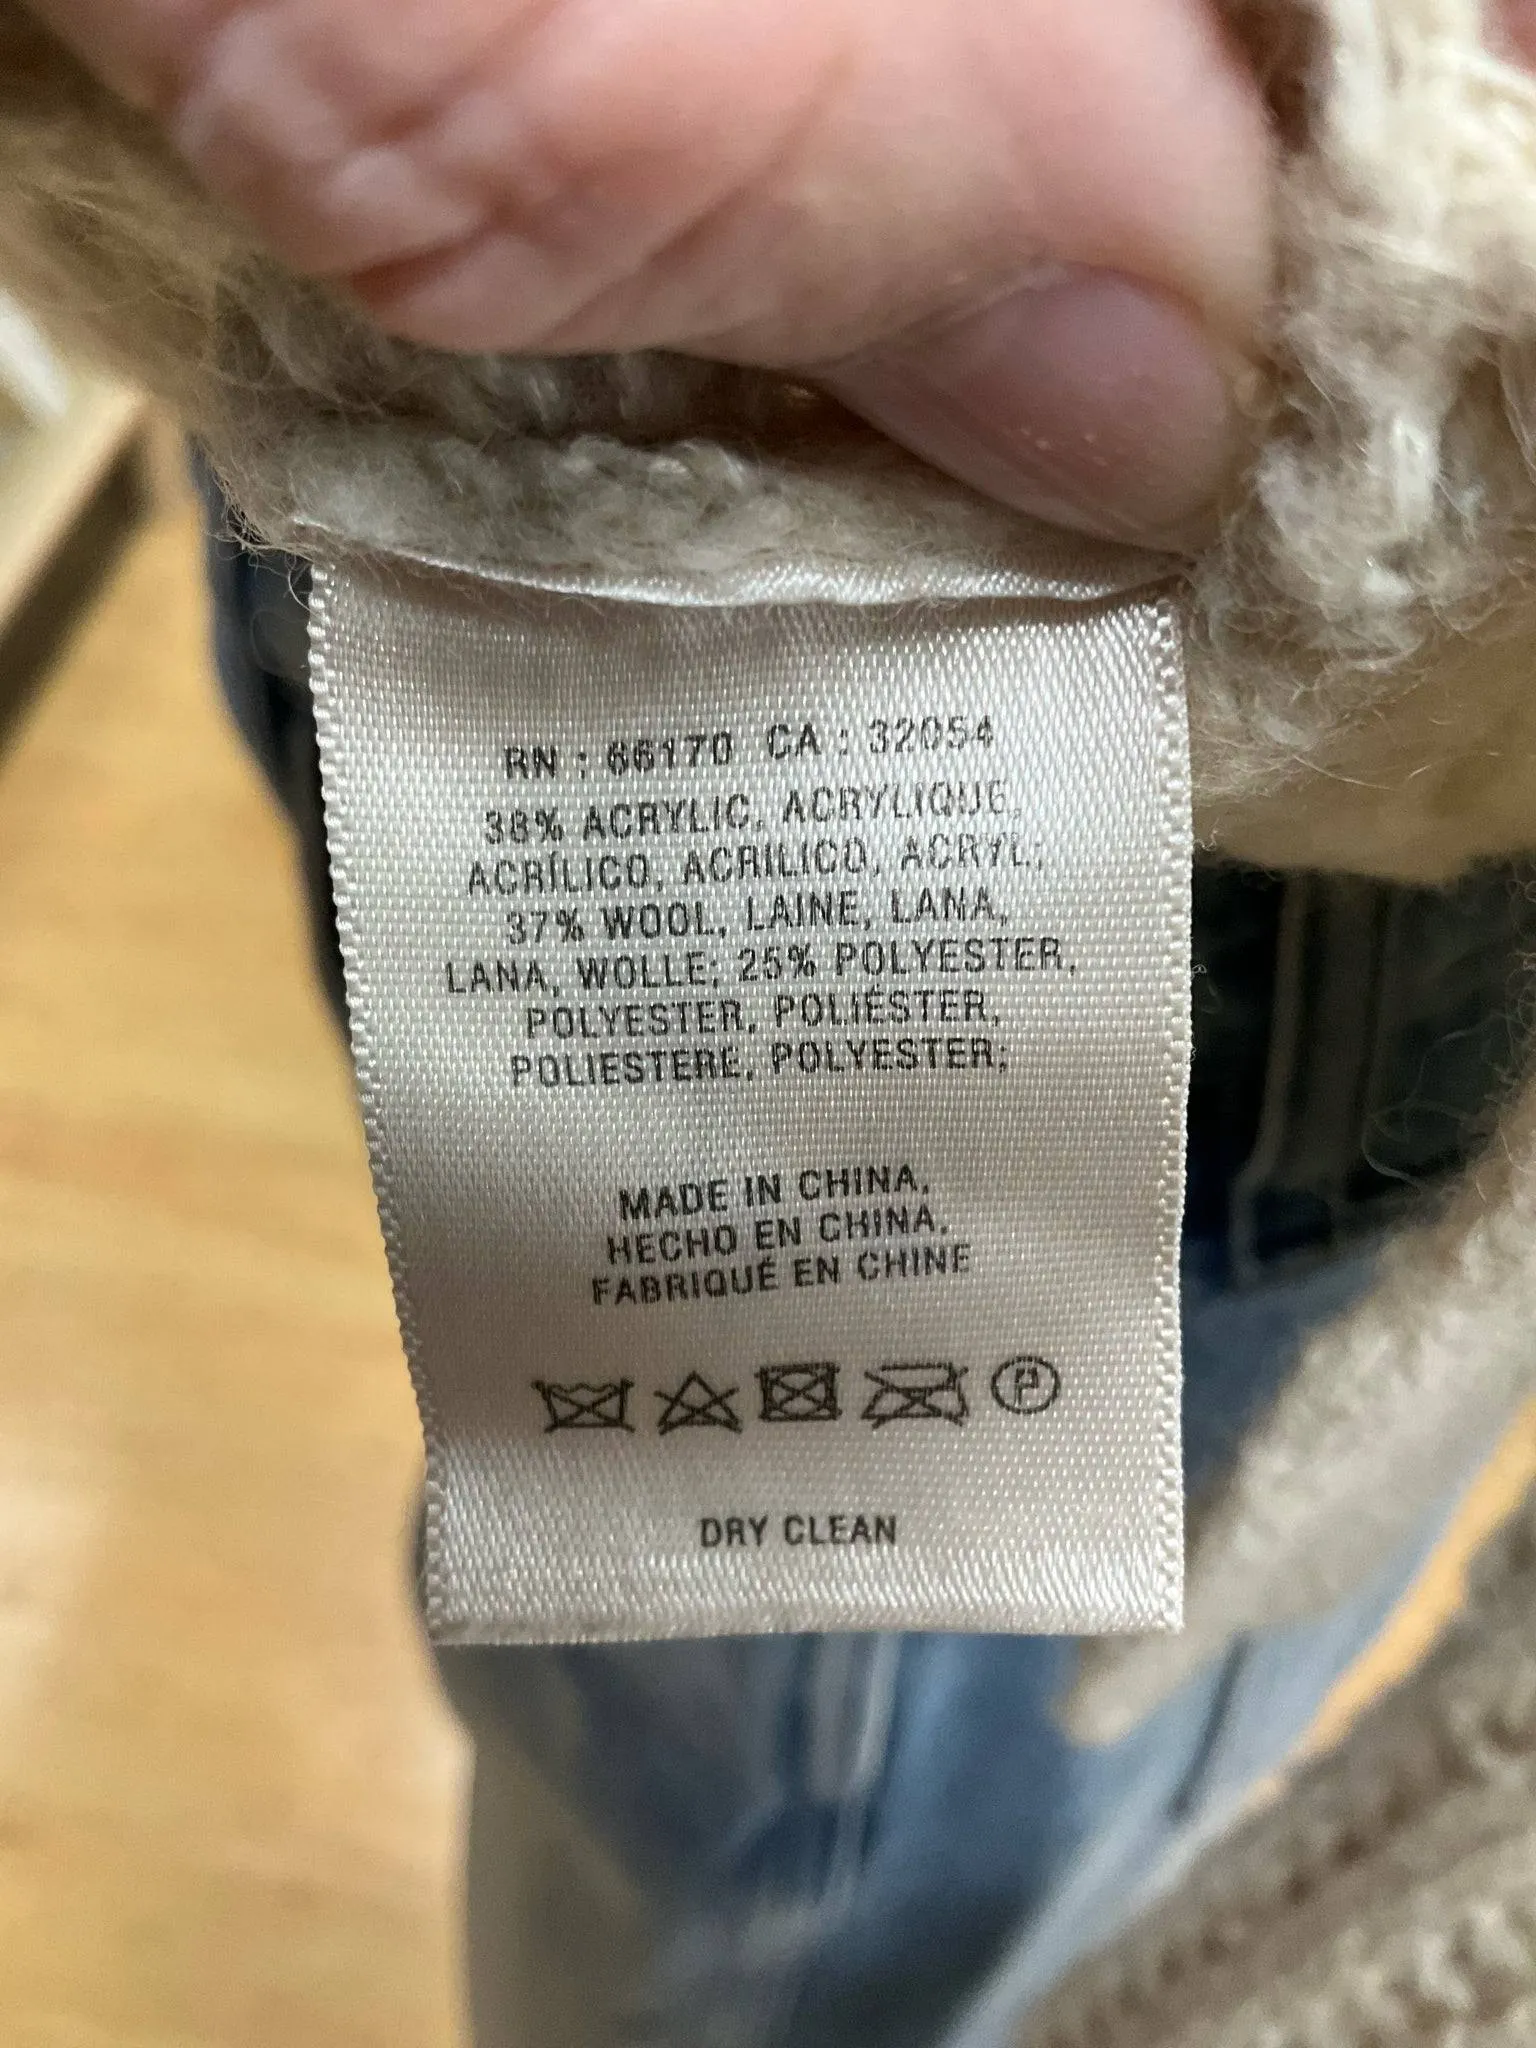 RN : 66170 CA : 32054
38% ACRYLIC, ACRYLIQUE,
ACRÍLICO, ACRILICO, ACRYL;
37% WOOL, LAINE, LANA,
LANA, WOLLE; 25% POLYESTER,
POLYESTER, POLIÉSTER,
POLIESTERE, POLYESTER;
MADE IN CHINA,
HECHO EN CHINA,
FABRIQUÉ EN CHINE
P
DRY CLEAN